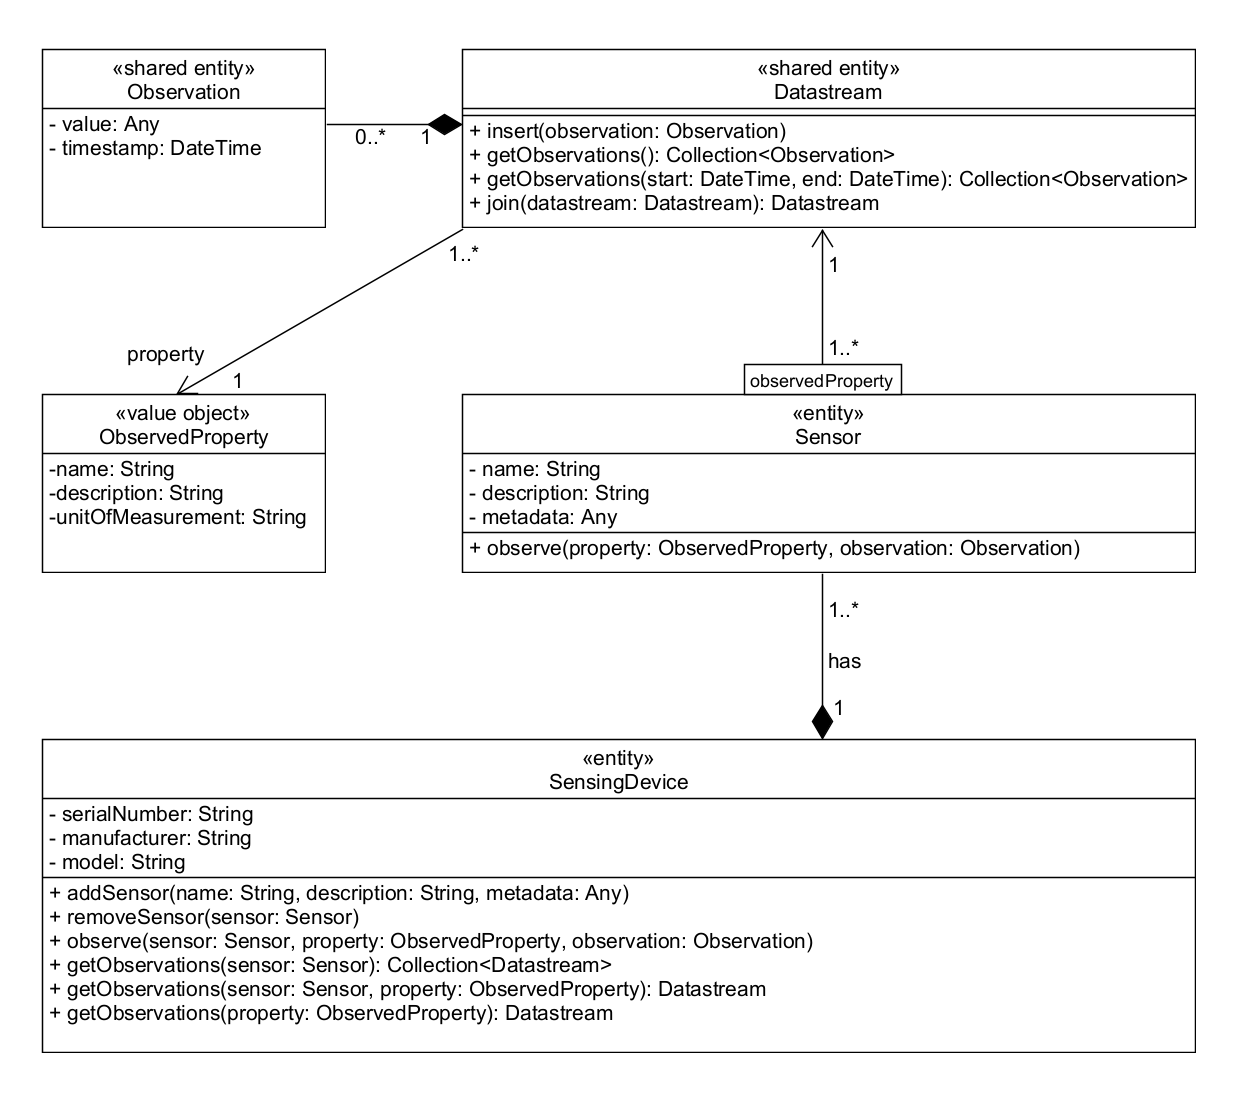 «shared entity»
Observation
- value: Any
- timestamp: DateTime
0..*
1
«shared entity»
Datastream
+ insert(observation: Observation)
+ getObservations(): Collection<Observation>
+ getObservations(start: DateTime, end: DateTime): Collection<Observation>
+ join(datastream: Datastream): Datastream
1..*
property
1
1
1..*
observedProperty
«value object»
ObservedProperty
-name: String
-description: String
-unitOfMeasurement: String
«entity»
Sensor
- name: String
- description: String
- metadata: Any
+ observe(property: ObservedProperty, observation: Observation)
1..*
has
1
«entity»
SensingDevice
- serialNumber: String
- manufacturer: String
- model: String
+ addSensor(name: String, description: String, metadata: Any)
+ removeSensor(sensor: Sensor)
+ observe(sensor: Sensor, property: ObservedProperty, observation: Observation)
+ getObservations(sensor: Sensor): Collection<Datastream>
+ getObservations(sensor: Sensor, property: ObservedProperty): Datastream
+ getObservations(property: ObservedProperty): Datastream